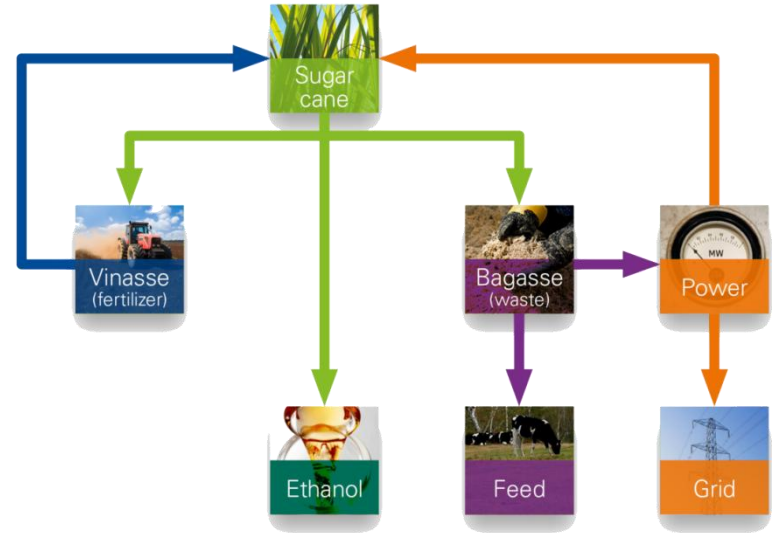 Sugar
cane
Vinasse
(fertilizer)
Bagasse
(waste)
MW
Power
Ethanol
Feed
Grid